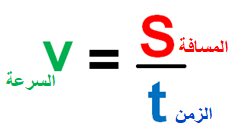 v = S / t
المسافة
السرعة
الزمن